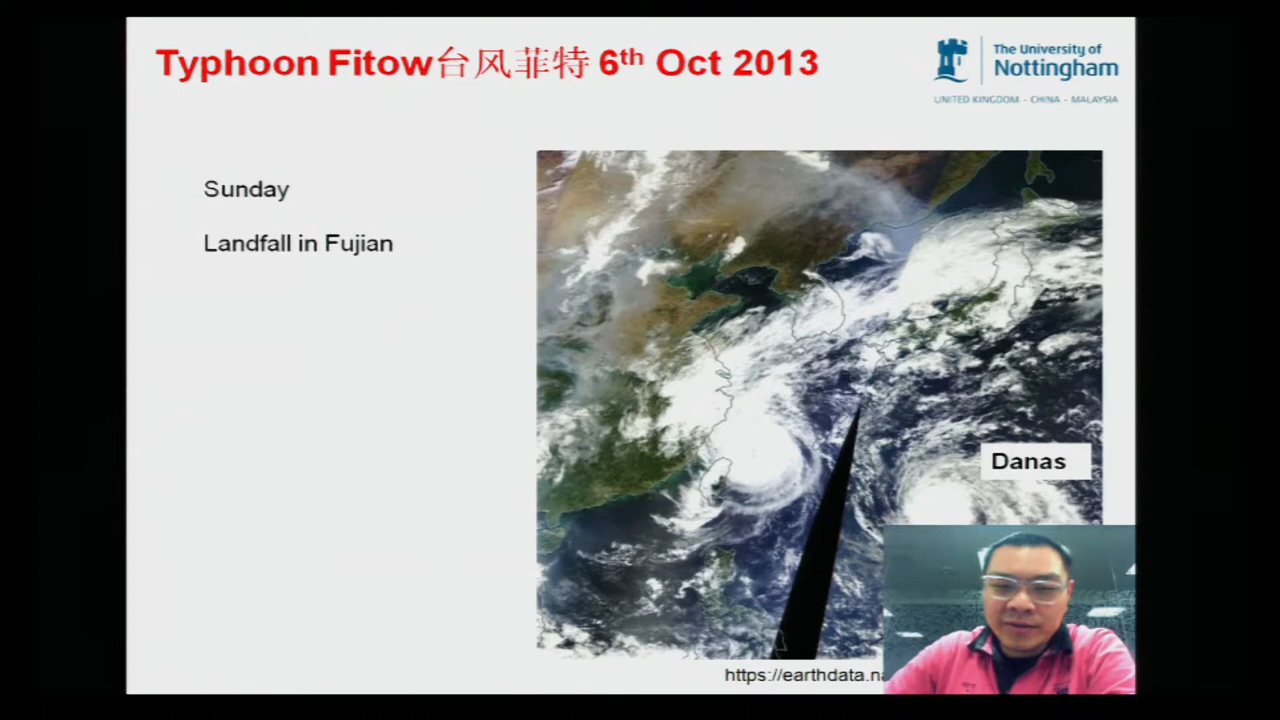 Typhoon Fitow台风菲特 6th Oct 2013
The University of
Nottingham
UNITED KINGDOM - CHINA - MALAYSIA
Sunday
Landfall in Fujian
Danas
https://earthdata.na